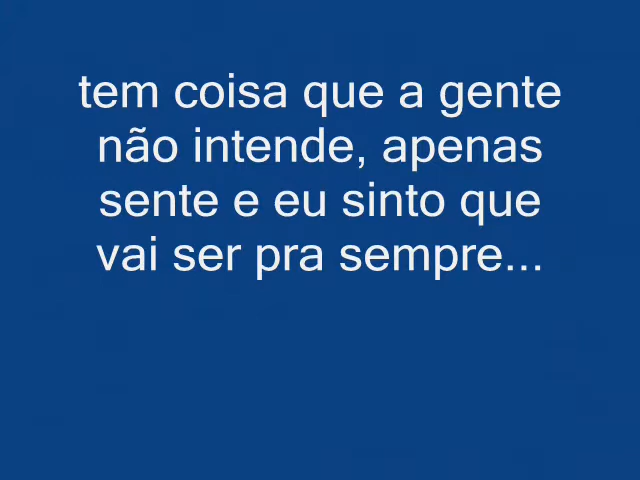 tem coisa que a gente
não intende, apenas
sente e eu sinto que
vai ser pra sempre...